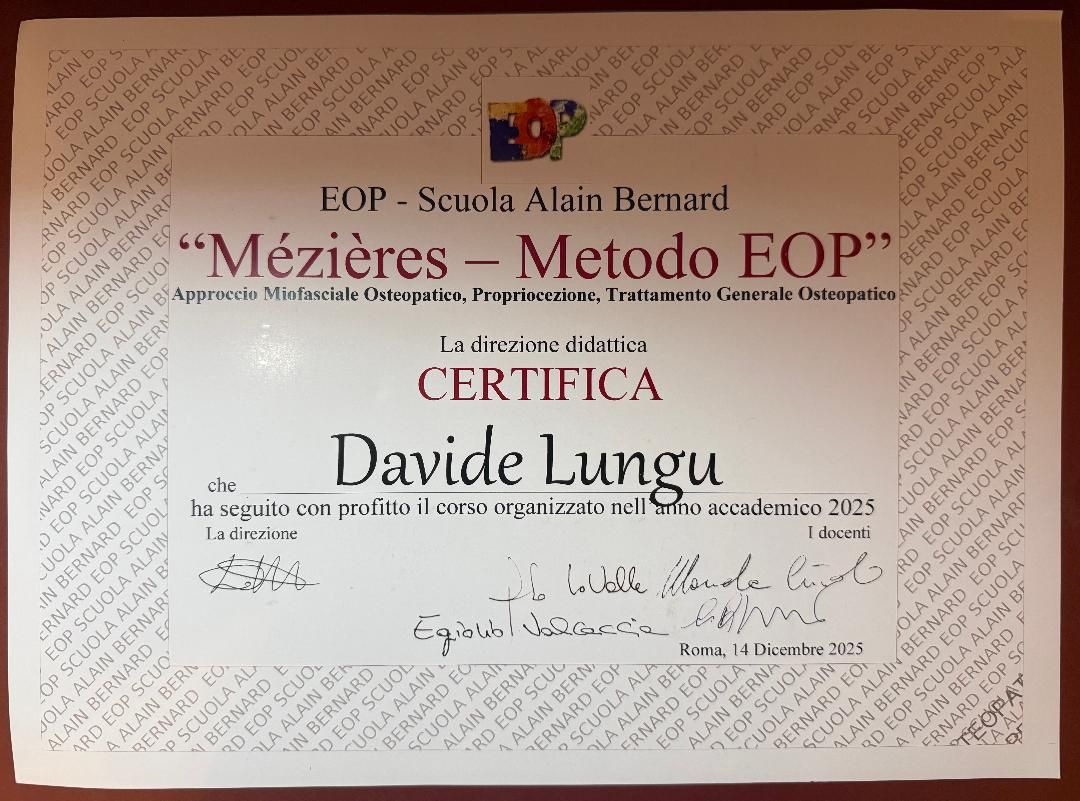 EOP
EOP - Scuola Alain Bernard
“Mézières – Metodo EOP”
Approccio Miofasciale Osteopatico, Propriocezione, Trattamento Generale Osteopatico
La direzione didattica
CERTIFICA
che Davide Lungu
ha seguito con profitto il corso organizzato nell'anno accademico 2025
La direzione I docenti
Roma, 14 Dicembre 2025